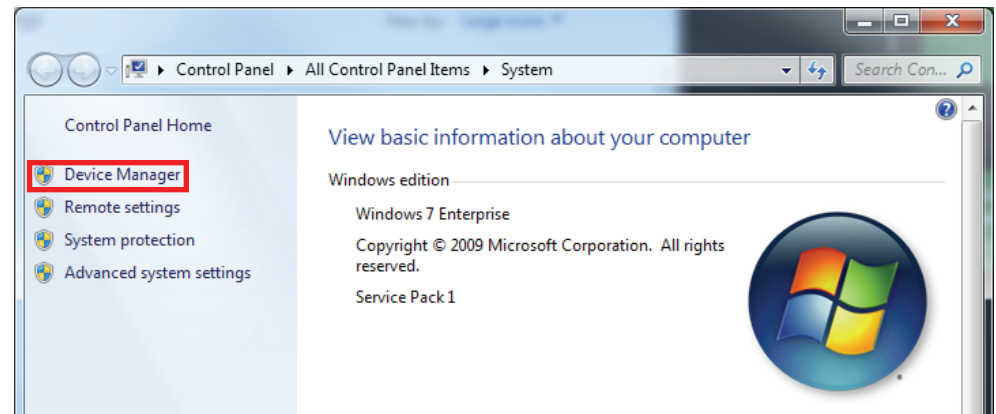 Control Panel ▸ All Control Panel Items ▸ System
Search Con...
Control Panel Home
Device Manager
Remote settings
System protection
Advanced system settings
View basic information about your computer
Windows edition
Windows 7 Enterprise
Copyright © 2009 Microsoft Corporation.  All rights
reserved.
Service Pack 1